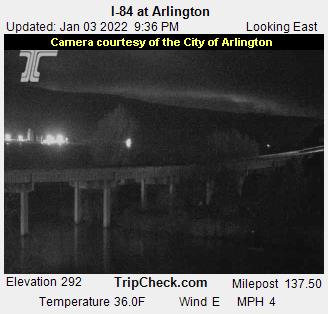 I-84 at Arlington
Updated: Jan 03 2022 9:36 PM Looking East
Camera courtesy of the City of Arlington
Elevation 292 TripCheck.com Milepost 137.50
Temperature 36.0F Wind E MPH 4